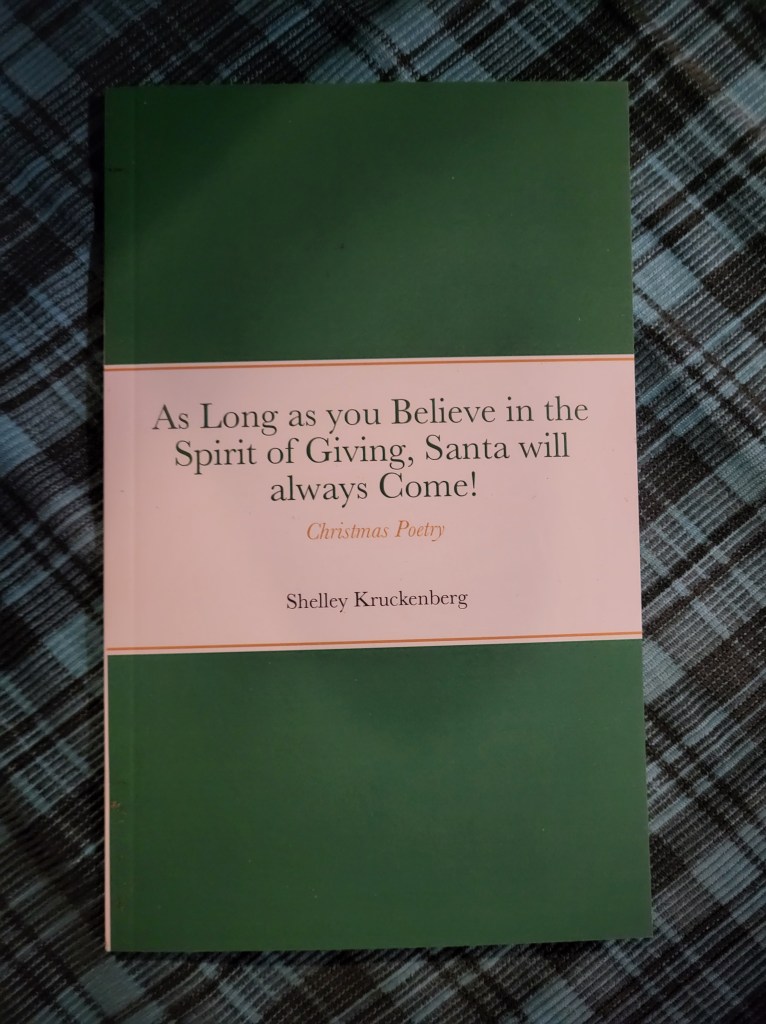 As Long as you Believe in the
Spirit of Giving, Santa will
always Come!
Christmas Poetry
Shelley Kruckenberg